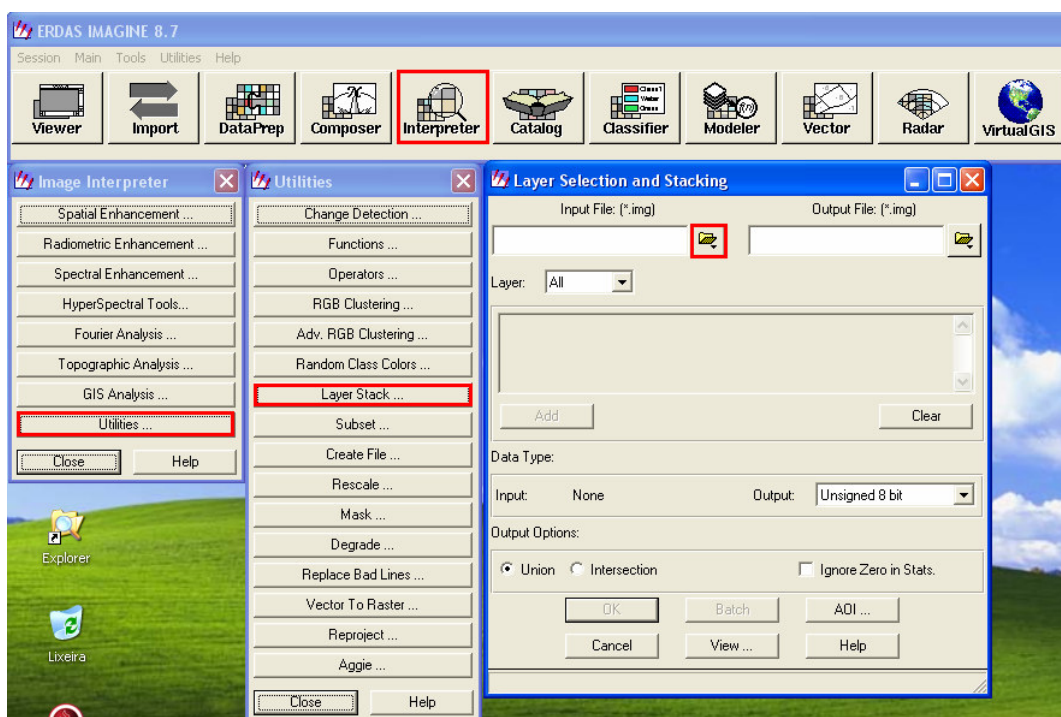 ERDAS IMAGINE 8.7
Session Main Tools Utilities Help
Viewer Import DataPrep Composer Interpreter Catalog Classifier Modeler Vector Radar VirtualGIS
Class1
Water
Grass
Image Interpreter
Spatial Enhancement ...
Radiometric Enhancement ...
Spectral Enhancement ...
HyperSpectral Tools...
Fourier Analysis ...
Topographic Analysis ...
GIS Analysis ...
Utilities ...
Close Help
Utilities
Change Detection ...
Functions ...
Operators ...
RGB Clustering ...
Adv. RGB Clustering ...
Random Class Colors ...
Layer Stack ...
Subset ...
Create File ...
Rescale ...
Mask ...
Degrade ...
Replace Bad Lines ...
Vector To Raster ...
Reproject ...
Aggie ...
Close Help
Layer Selection and Stacking
Input File: (*.img) Output File: (*.img)
Layer: All
Add Clear
Data Type:
Input: None Output: Unsigned 8 bit
Output Options:
Union Intersection Ignore Zero in Stats.
OK Batch AOI ...
Cancel View ... Help
Explorer
Lixeira